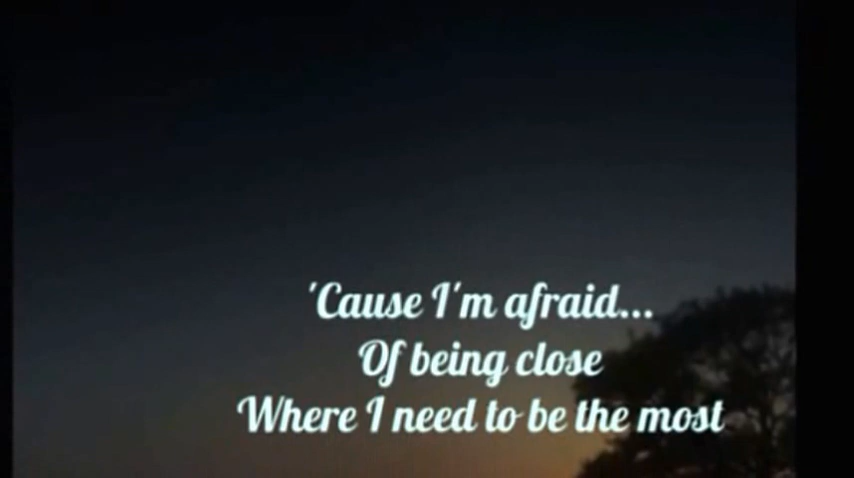 'Cause I'm afraid...
Of being close
Where I need to be the most